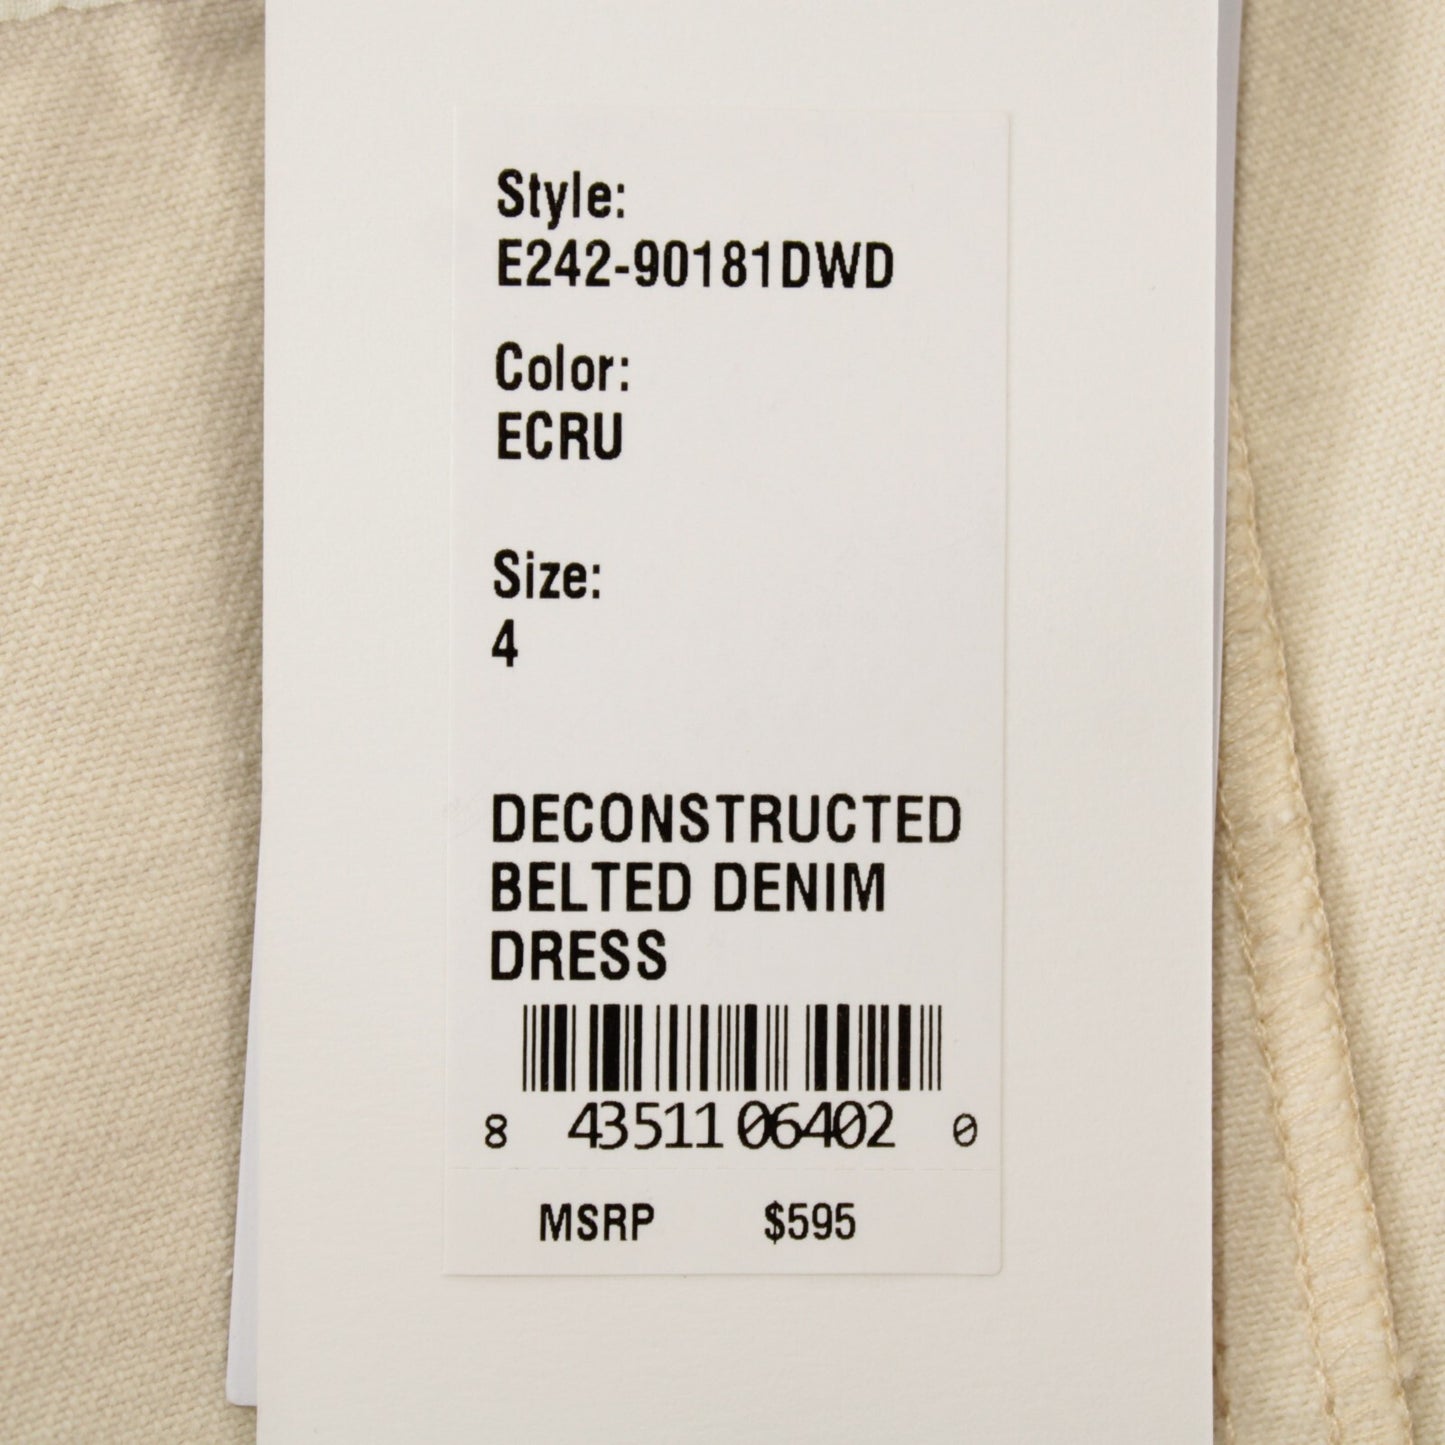 Style:
E242-90181DWD
Color:
ECRU
Size:
4
DECONSTRUCTED
BELTED DENIM
DRESS
8 43511 06402 0
MSRP $595